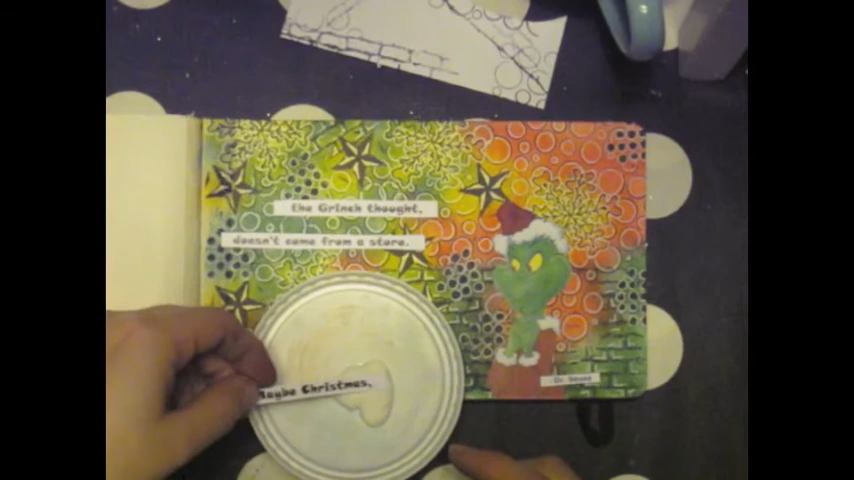 the Grinch thought,
doesn't come from a store.
Maybe Christmas,
- Dr. Seuss